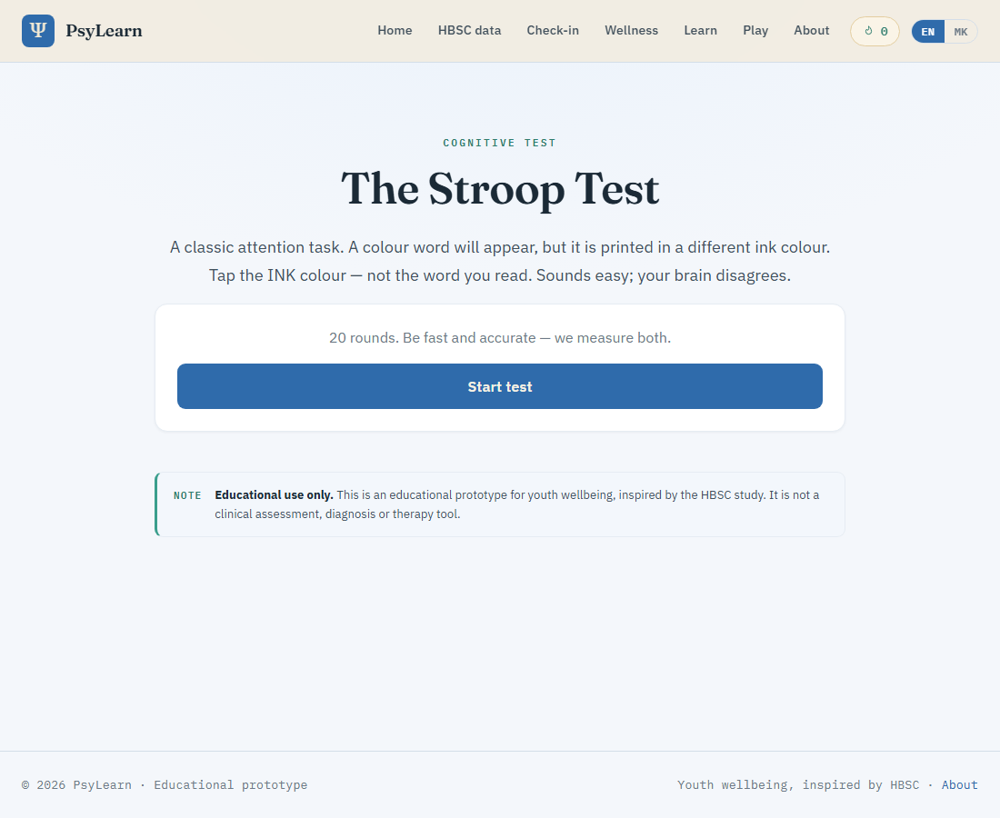 Ψ PsyLearn
Home HBSC data Check-in Wellness Learn Play About 0 EN MK
COGNITIVE TEST
The Stroop Test
A classic attention task. A colour word will appear, but it is printed in a different ink colour.
Tap the INK colour — not the word you read. Sounds easy; your brain disagrees.
20 rounds. Be fast and accurate — we measure both.
Start test
NOTE Educational use only. This is an educational prototype for youth wellbeing, inspired by the HBSC study. It is not a
clinical assessment, diagnosis or therapy tool.
© 2026 PsyLearn · Educational prototype
Youth wellbeing, inspired by HBSC · About